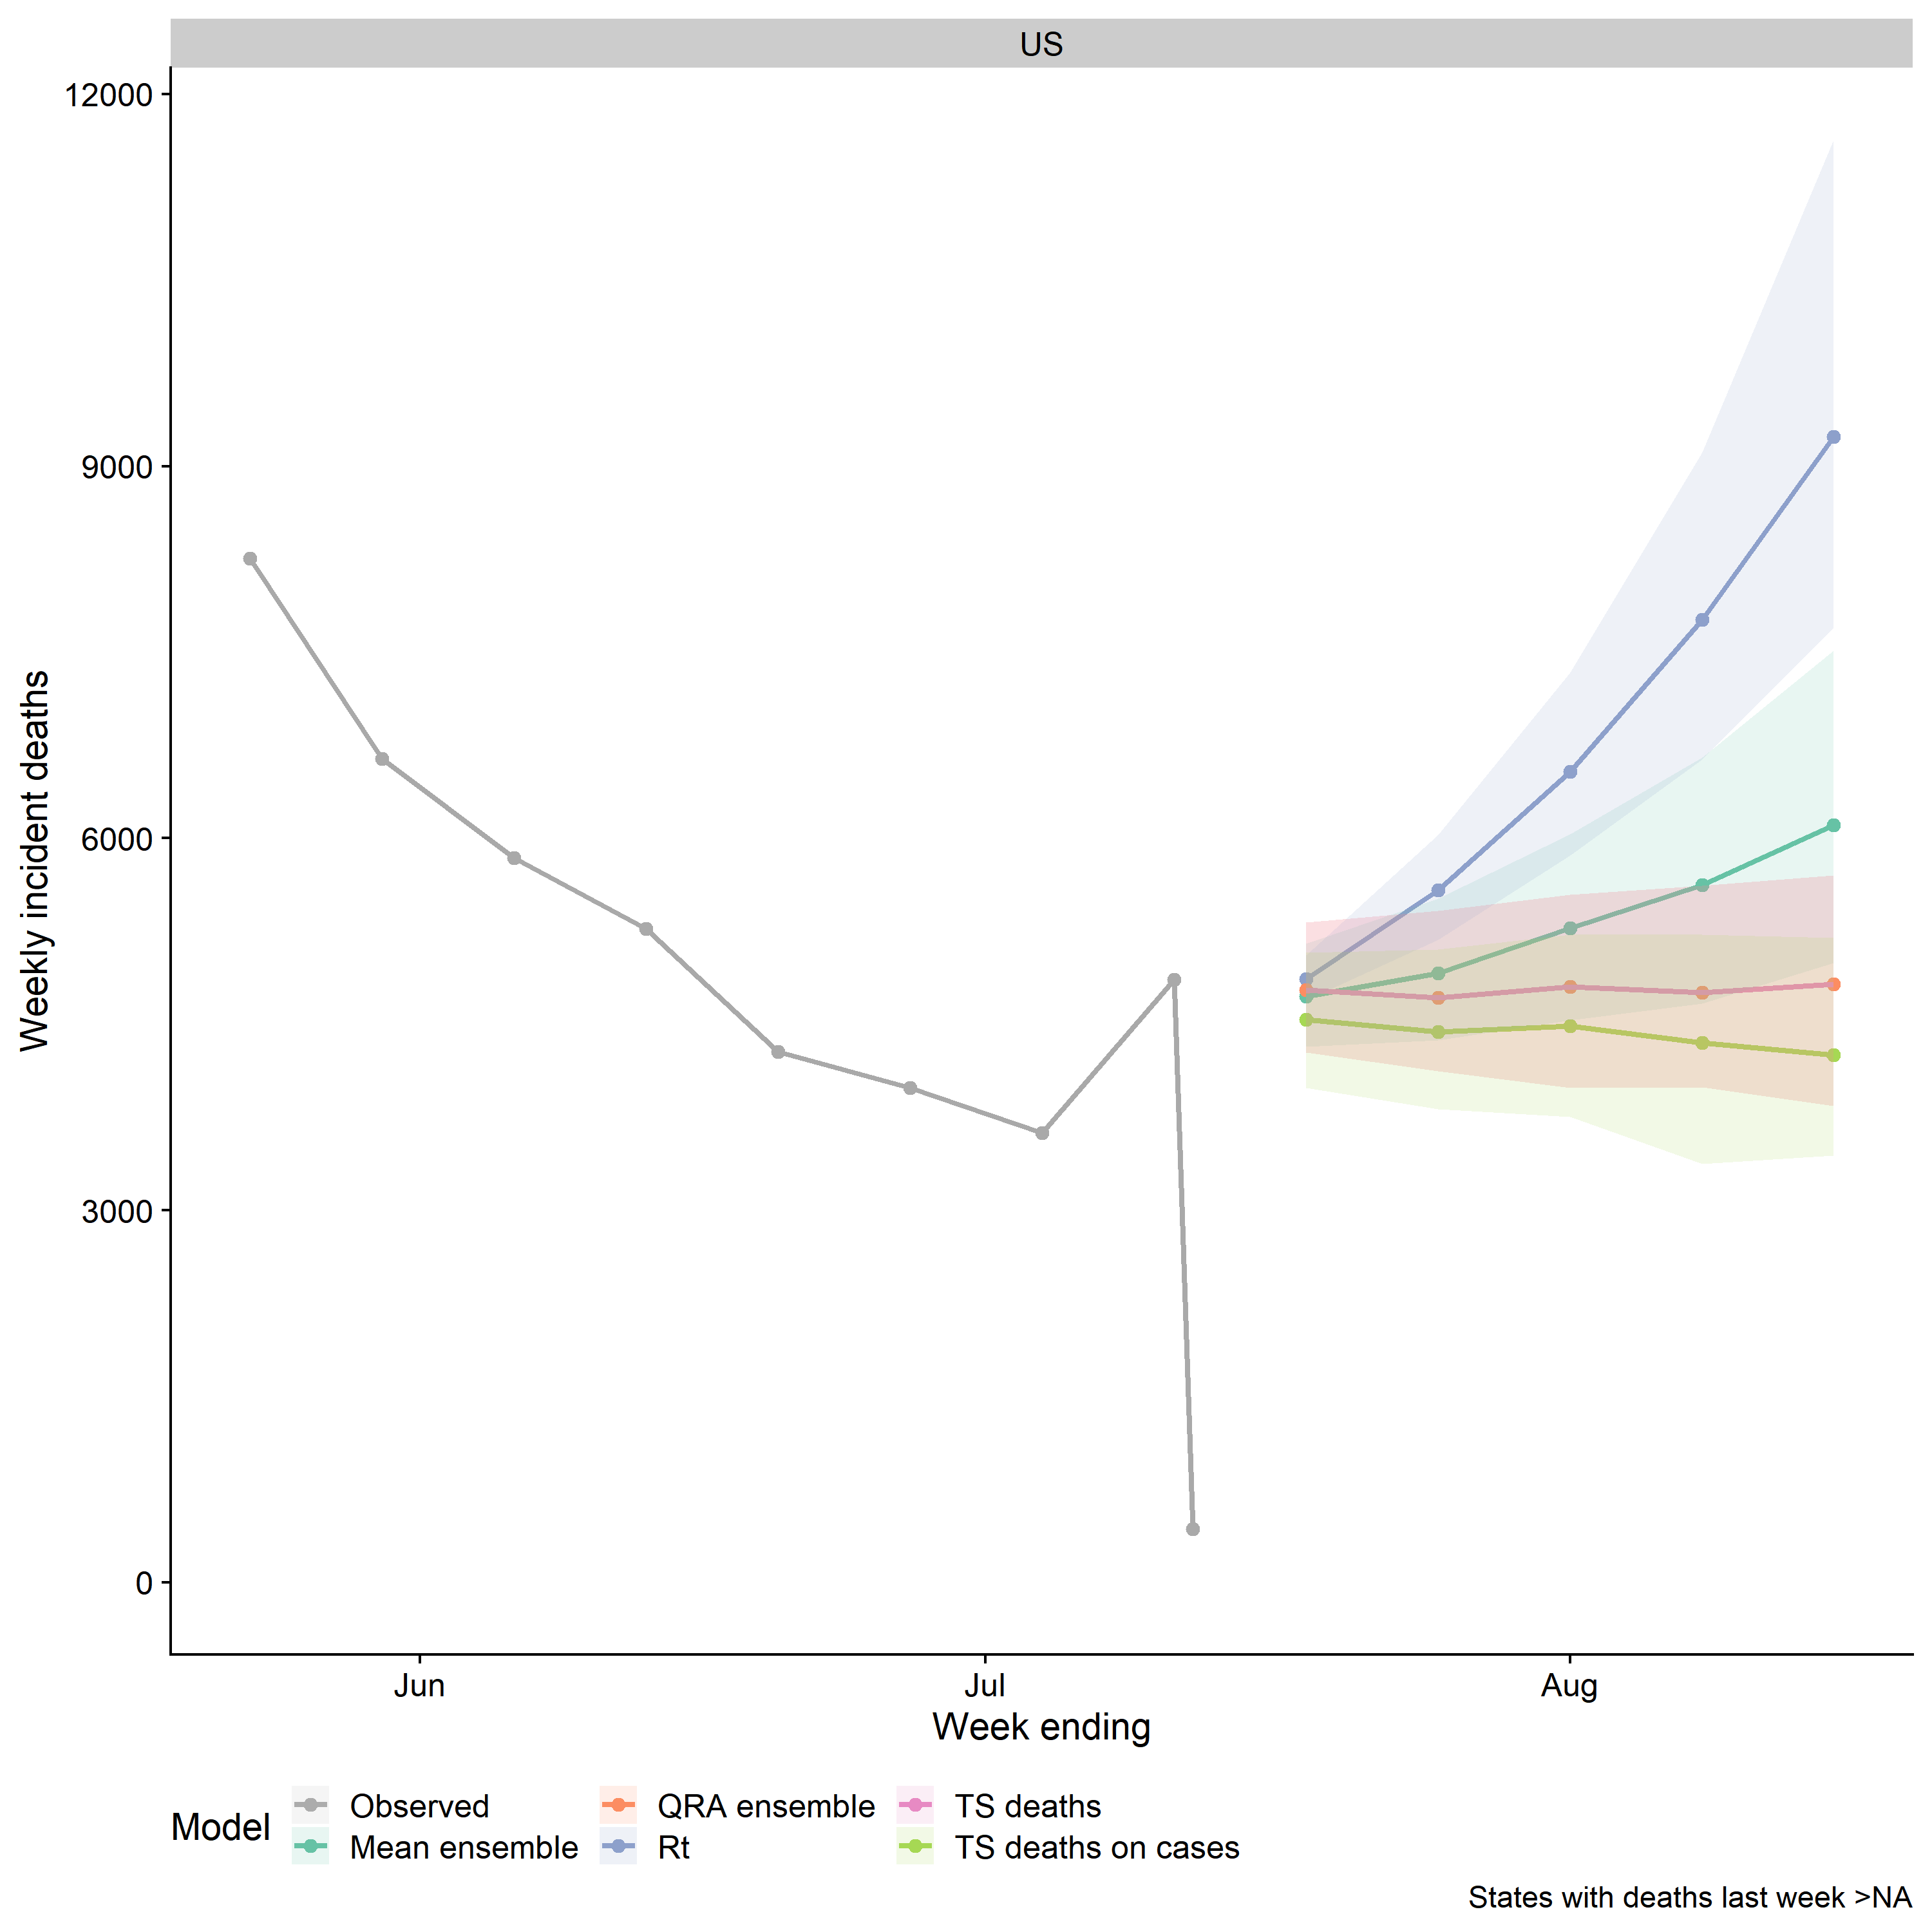 US
12000
9000
6000
3000
0
Weekly incident deaths
Jun Jul Aug
Week ending
Model
Observed QRA ensemble TS deaths
Mean ensemble Rt TS deaths on cases
States with deaths last week >NA